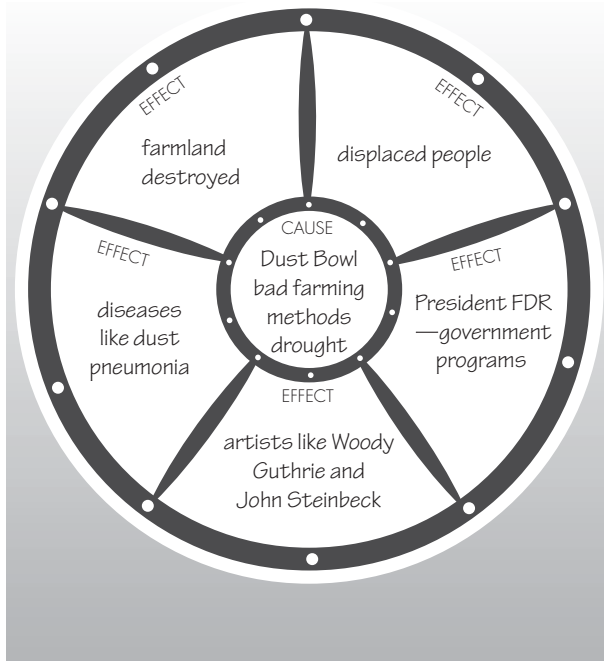 EFFECT
farmland
destroyed
EFFECT
displaced people
CAUSE
Dust Bowl
bad farming
methods
drought
EFFECT
diseases
like dust
pneumonia
EFFECT
President FDR
—government
programs
EFFECT
artists like Woody
Guthrie and
John Steinbeck